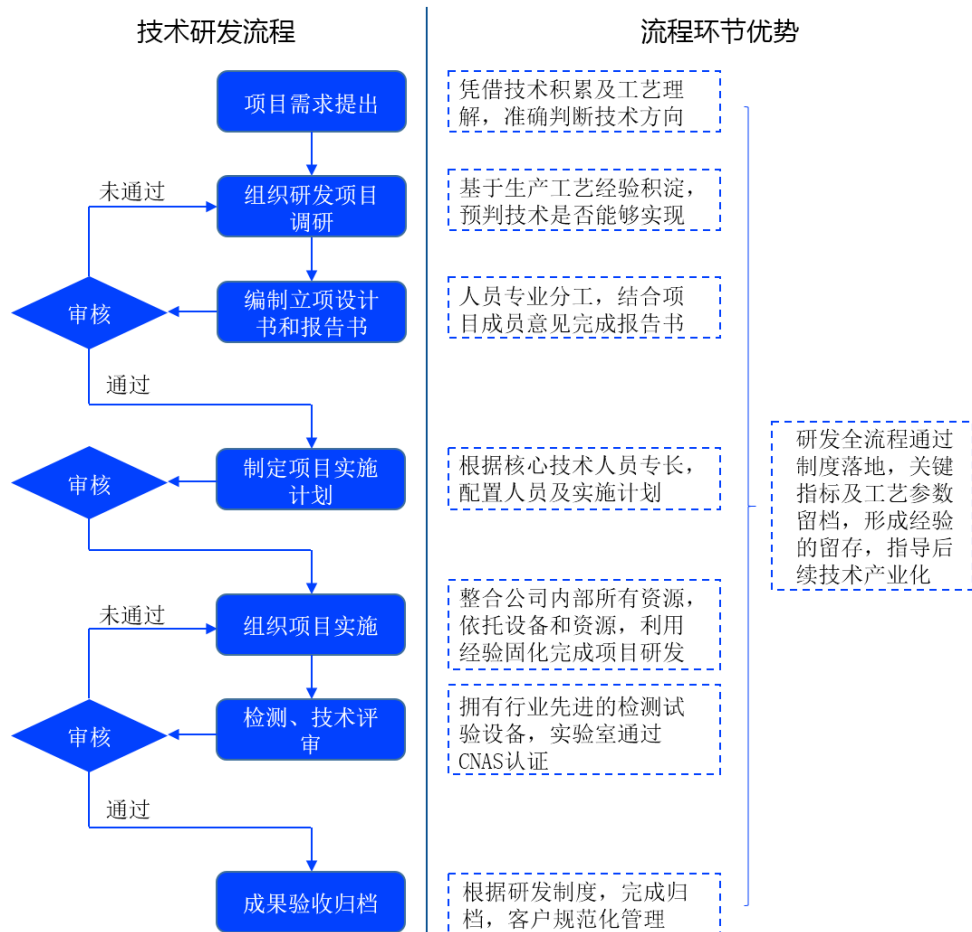 技术研发流程
流程环节优势
项目需求提出
凭借技术积累及工艺理
解，准确判断技术方向
未通过
组织研发项目
调研
基于生产工艺经验积淀，
预判技术是否能够实现
审核
编制立项设计
书和报告书
人员专业分工，结合项
目成员意见完成报告书
通过
审核
制定项目实施
计划
根据核心技术人员专长，
配置人员及实施计划
研发全流程通过
制度落地，关键
指标及工艺参数
留档，形成经验
的留存，指导后
续技术产业化
未通过
组织项目实施
整合公司内部所有资源，
依托设备和资源，利用
经验固化完成项目研发
审核
检测、技术评
审
拥有行业先进的检测试
验设备，实验室通过
CNAS认证
通过
成果验收归档
根据研发制度，完成归
档，客户规范化管理